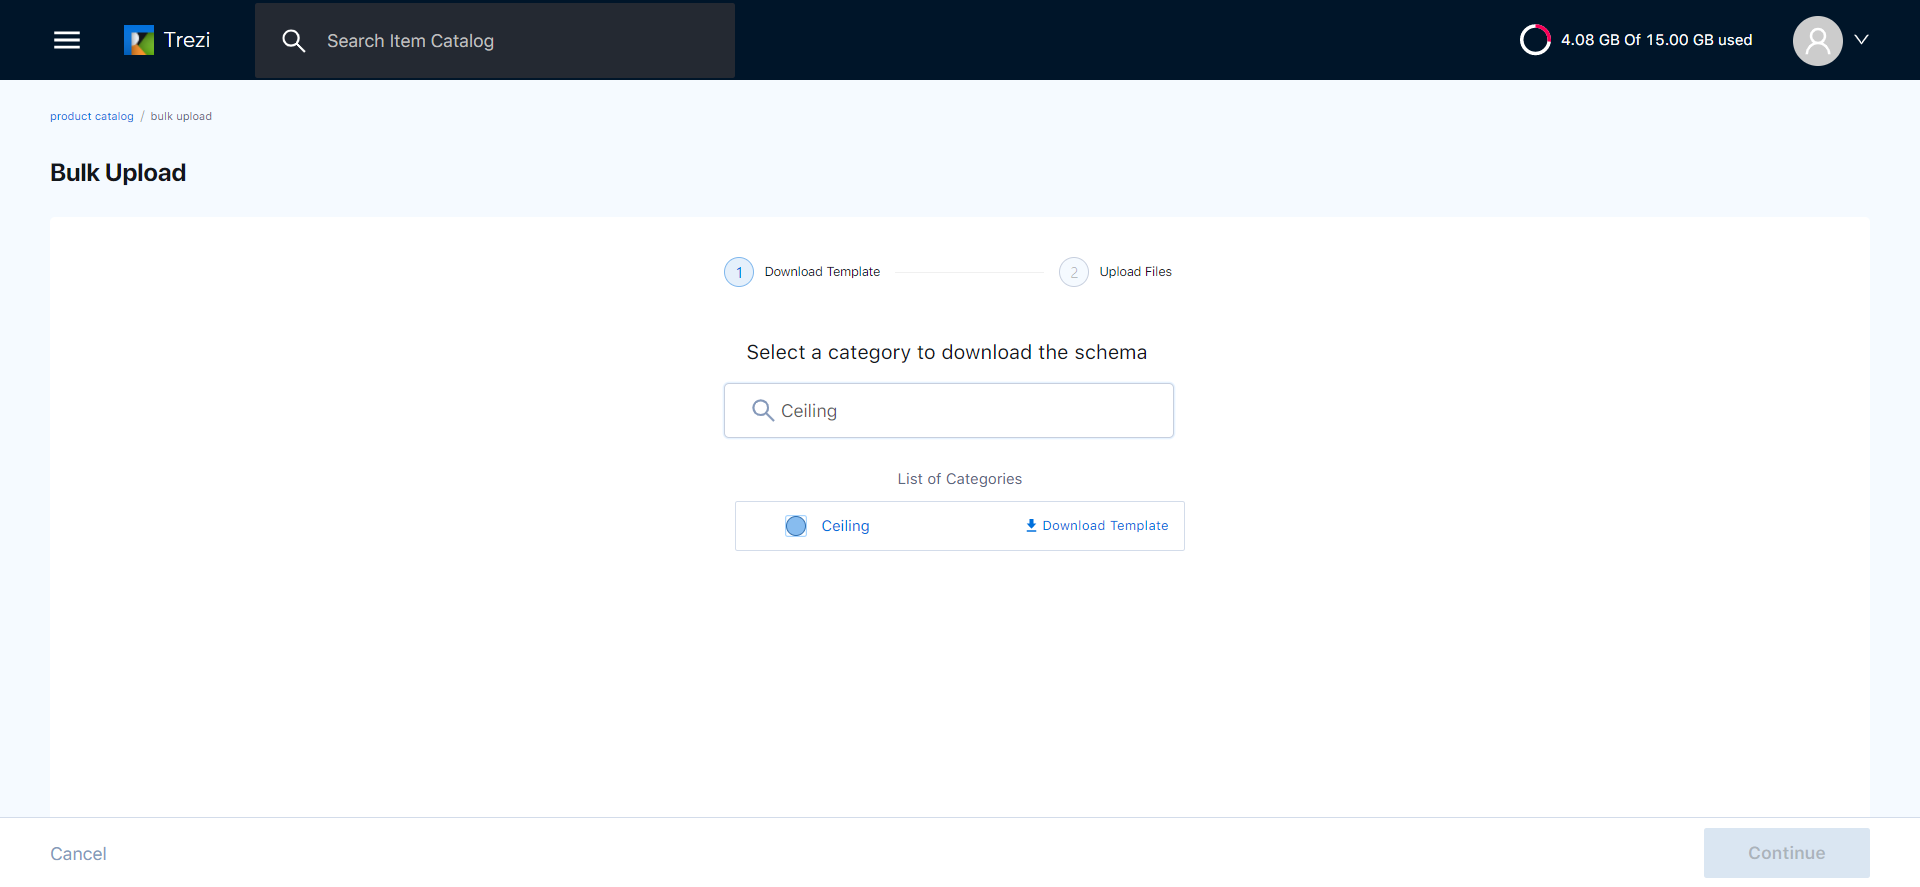 Trezi
Search Item Catalog
4.08 GB Of 15.00 GB used
product catalog / bulk upload
Bulk Upload
1 Download Template
2 Upload Files
Select a category to download the schema
Ceiling
List of Categories
Ceiling
Download Template
Cancel
Continue